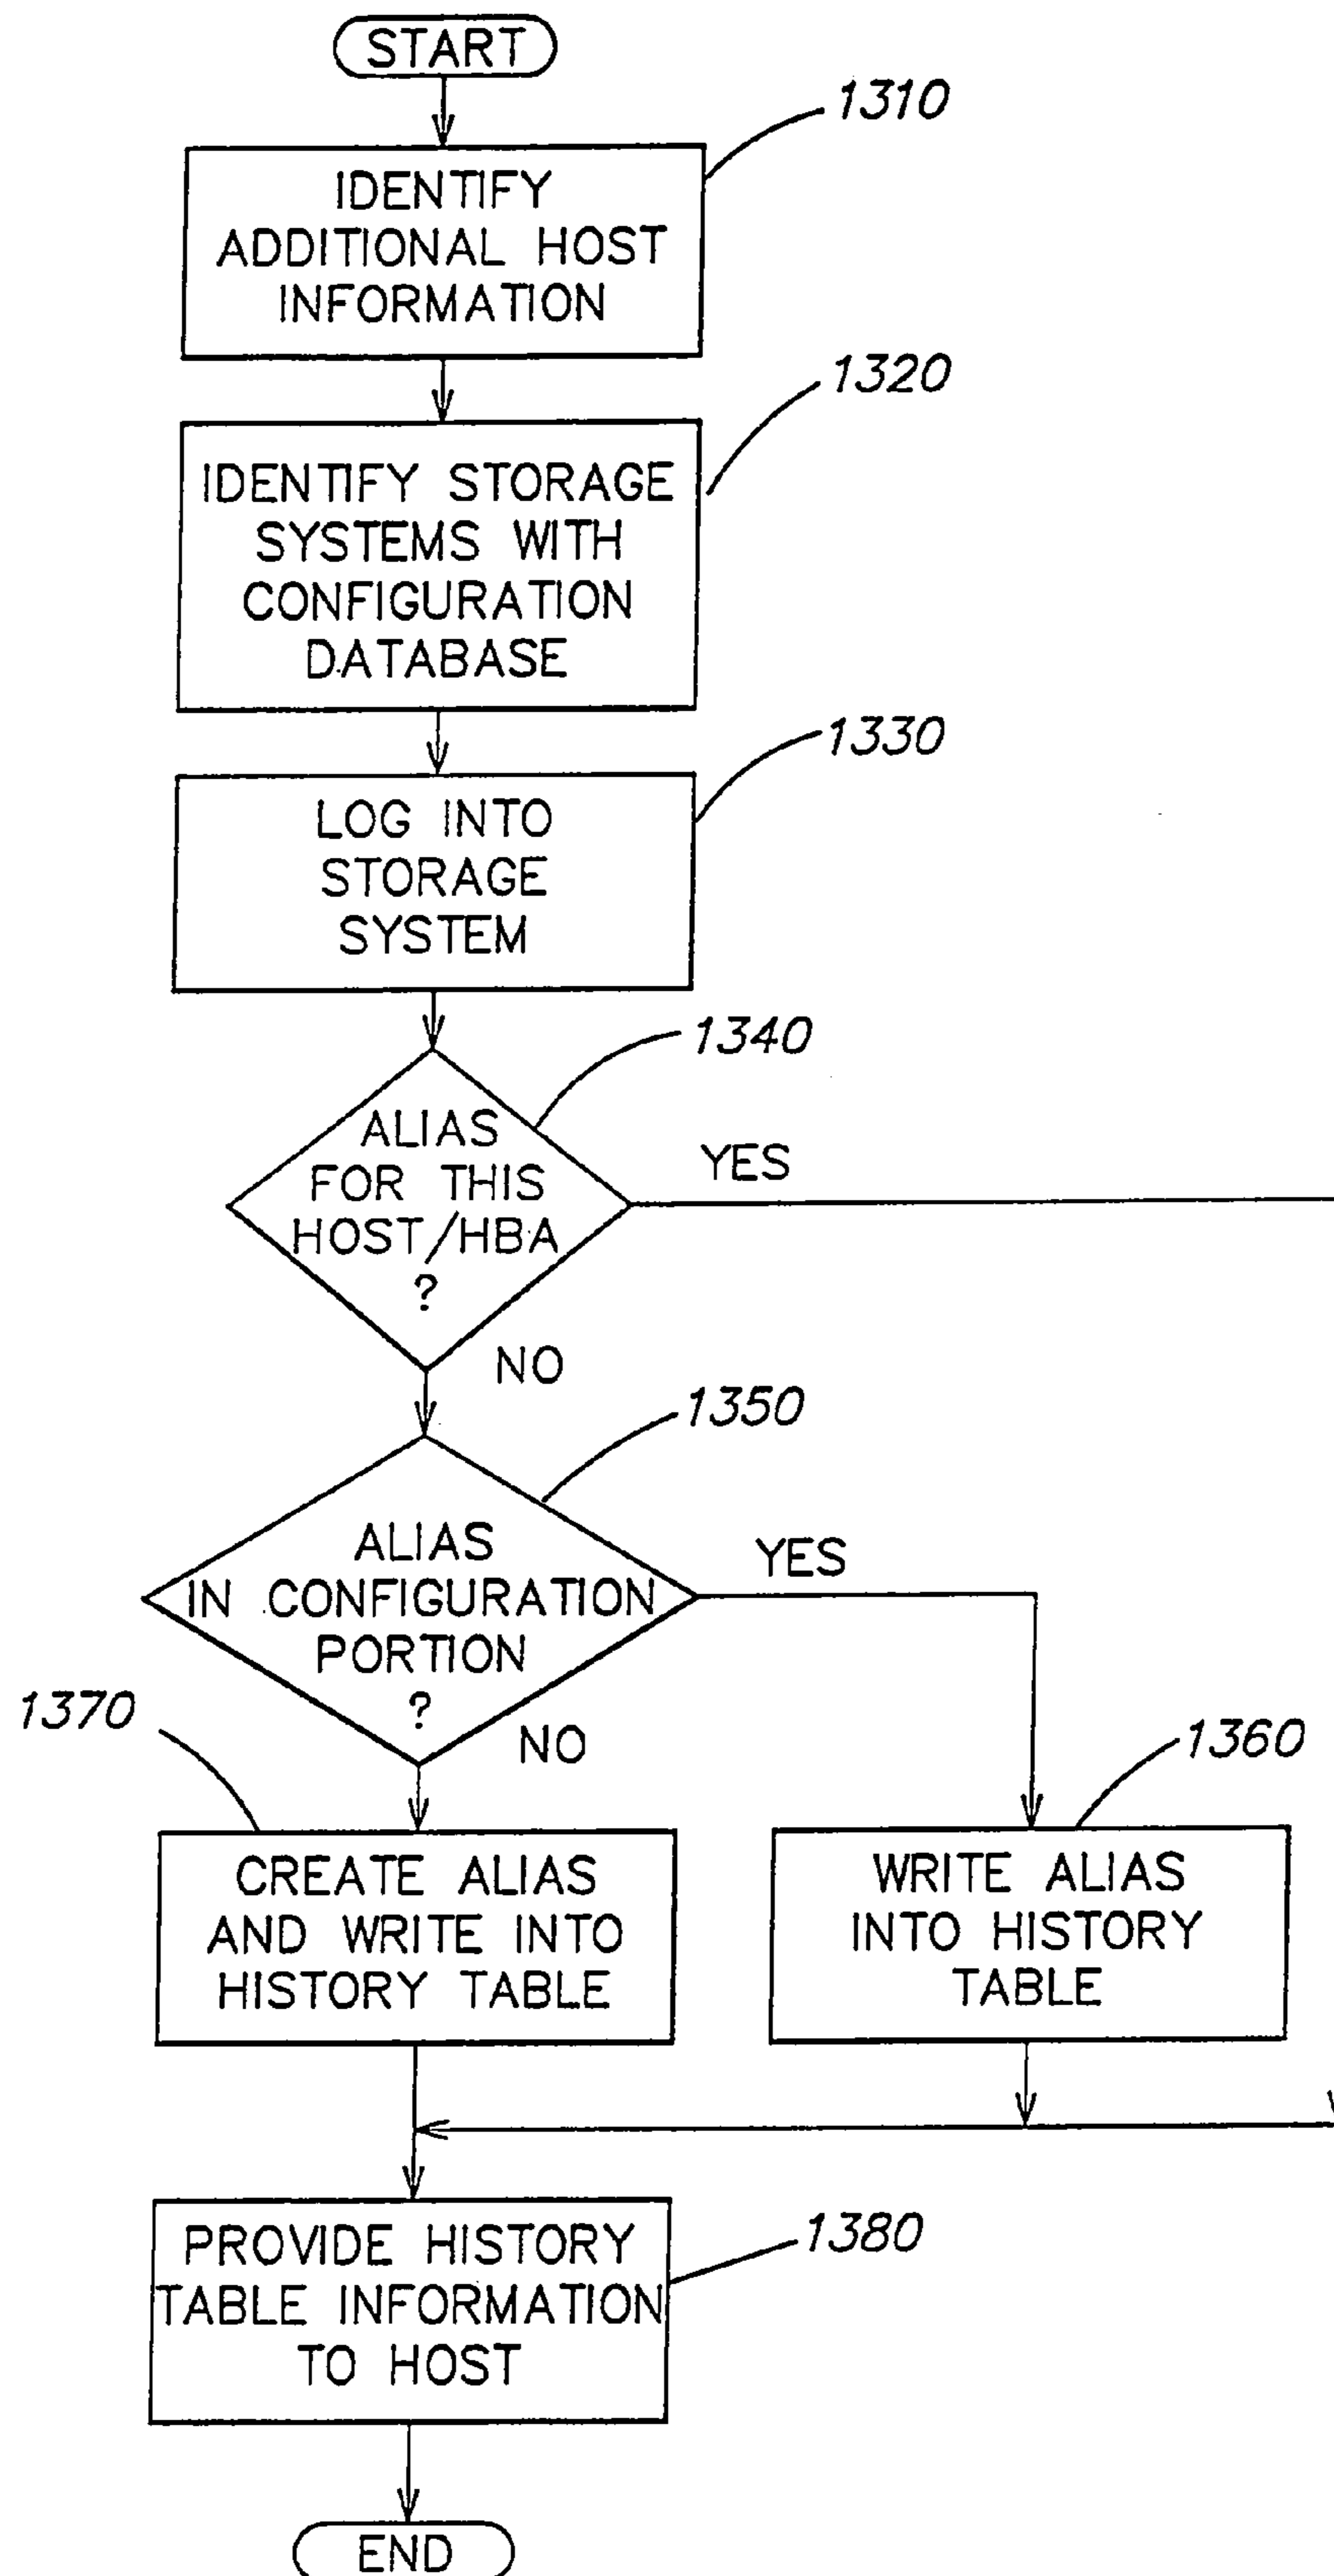 START
1310
IDENTIFY
ADDITIONAL HOST
INFORMATION
1320
IDENTIFY STORAGE
SYSTEMS WITH
CONFIGURATION
DATABASE
1330
LOG INTO
STORAGE
SYSTEM
1340
ALIAS
FOR THIS
HOST/HBA
?
YES
NO
1350
ALIAS
IN CONFIGURATION
PORTION
?
YES
NO
1370
1360
CREATE ALIAS
AND WRITE INTO
HISTORY TABLE
WRITE ALIAS
INTO HISTORY
TABLE
PROVIDE HISTORY
TABLE INFORMATION
TO HOST
1380
END